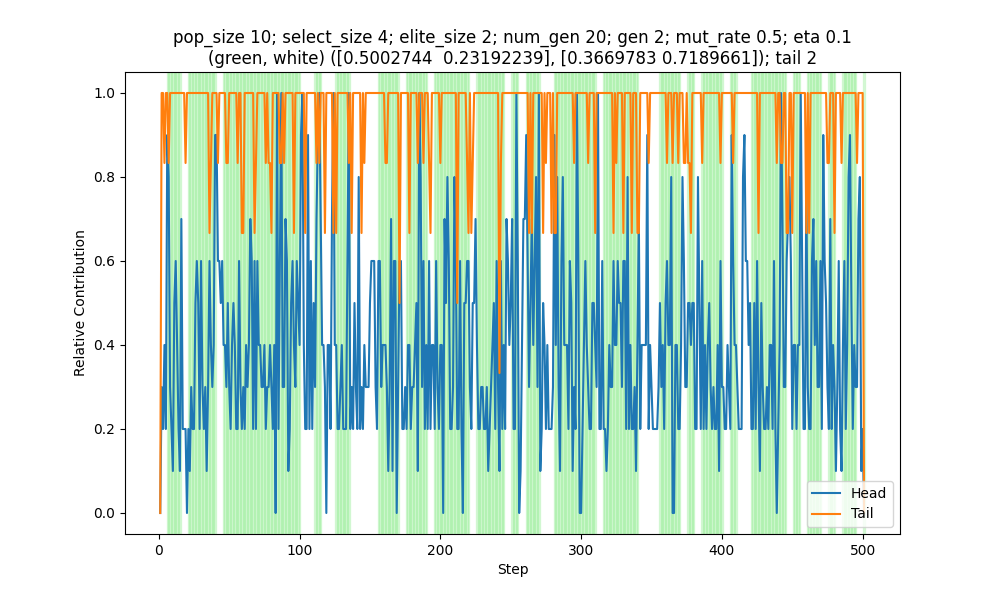 pop_size 10; select_size 4; elite_size 2; num_gen 20; gen 2; mut_rate 0.5; eta 0.1
(green, white) ([0.5002744  0.23192239], [0.3669783 0.7189661]); tail 2
1.0
0.8
0.6
0.4
0.2
0.0
Relative Contribution
Head
Tail
0
100
200
300
400
500
Step